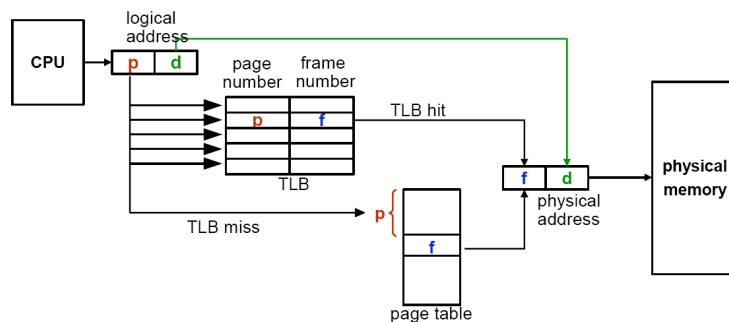 logical
address
CPU
p d
page
number
frame
number
TLB hit
p f
TLB
f d
physical
address
physical
memory
p
TLB miss
f
page table